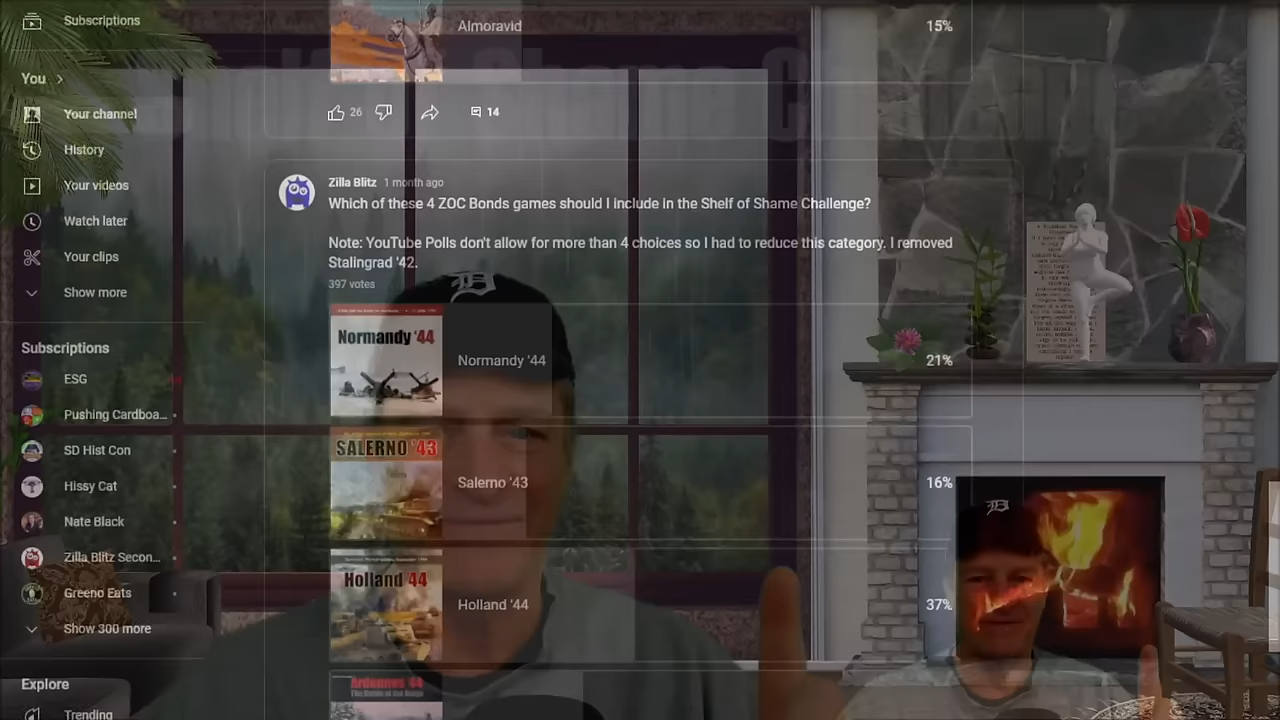 Subscriptions
You
Your channel
History
Your videos
Watch later
Your clips
Show more
Subscriptions
ESG
Pushing Cardboa...
SD Hist Con
Hissy Cat
Nate Black
Zilla Blitz Secon...
Greeno Eats
Show 300 more
Explore
Trending
Almoravid
15%
26
14
Zilla Blitz 1 month ago
Which of these 4 ZOC Bonds games should I include in the Shelf of Shame Challenge?
Note: YouTube Polls don't allow for more than 4 choices so I had to reduce this category. I removed
Stalingrad '42.
397 votes
Normandy '44
Normandy '44
21%
SALERNO '43
Salerno '43
16%
Holland '44
Holland '44
37%
Ardennes '44
D
D